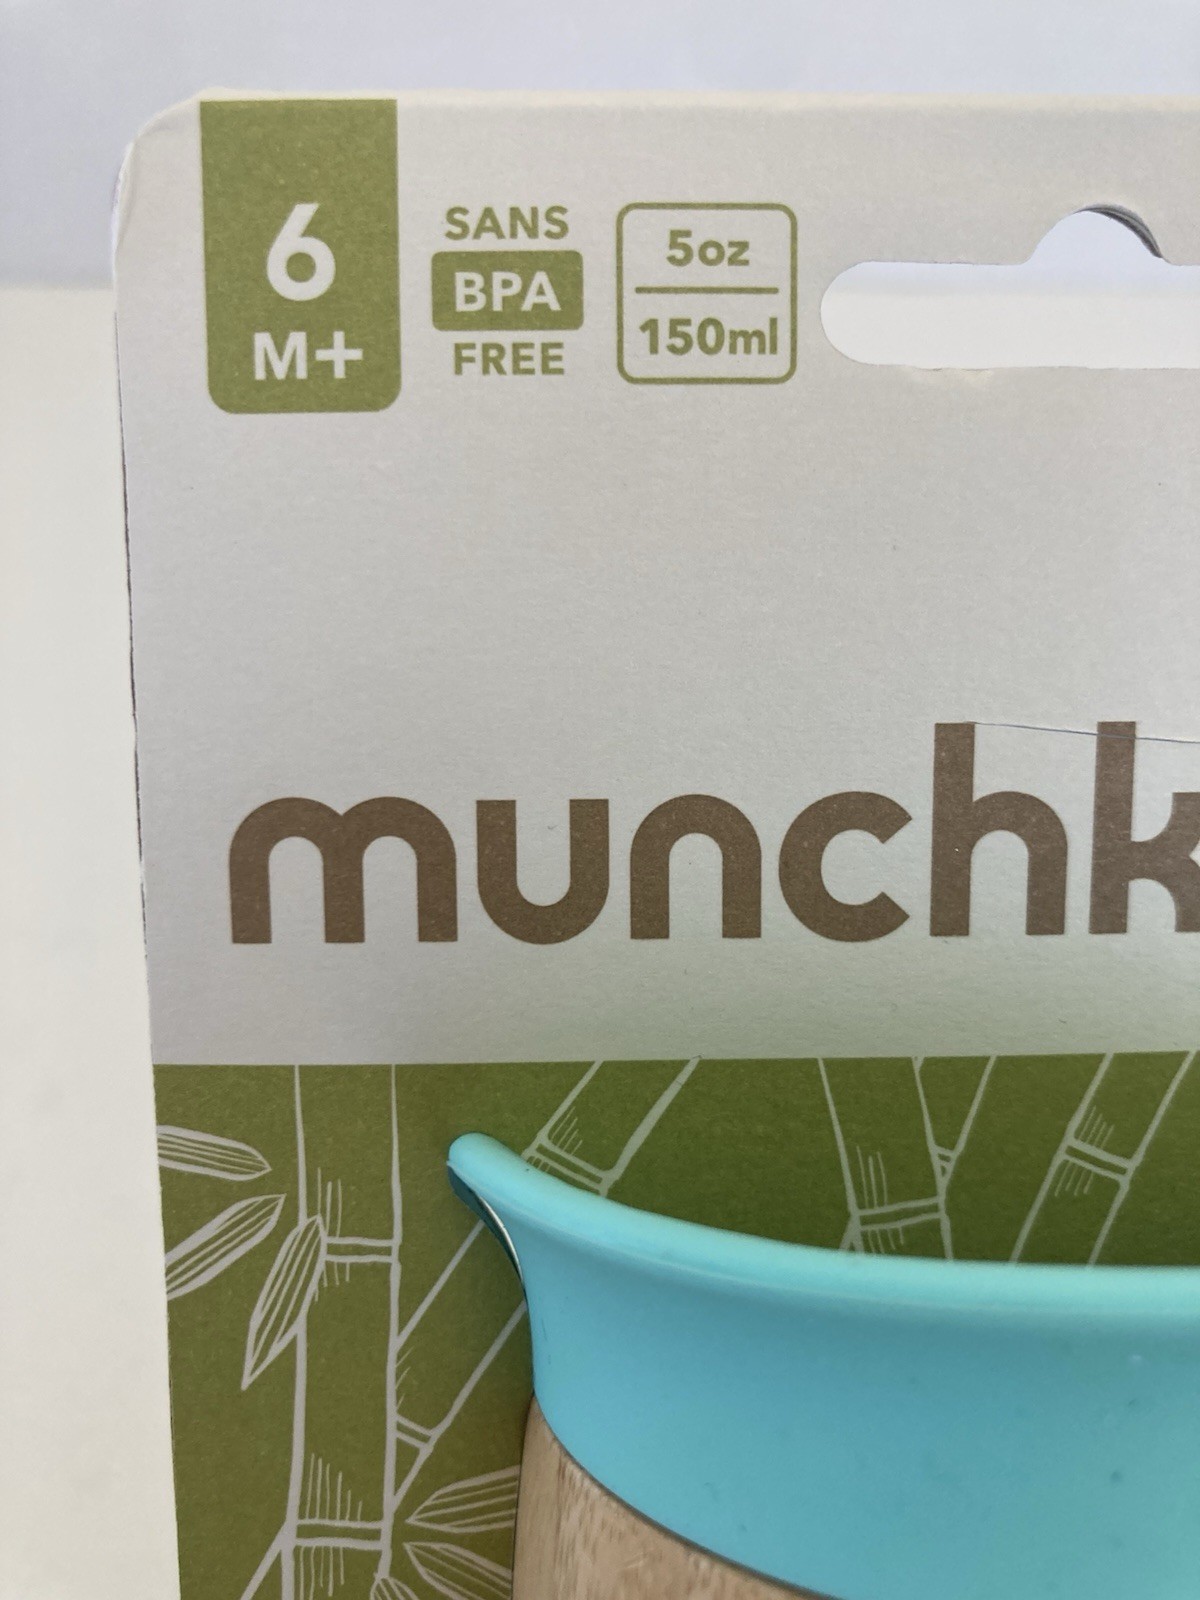 6
M+
SANS
BPA
FREE
5oz
150ml
munchk